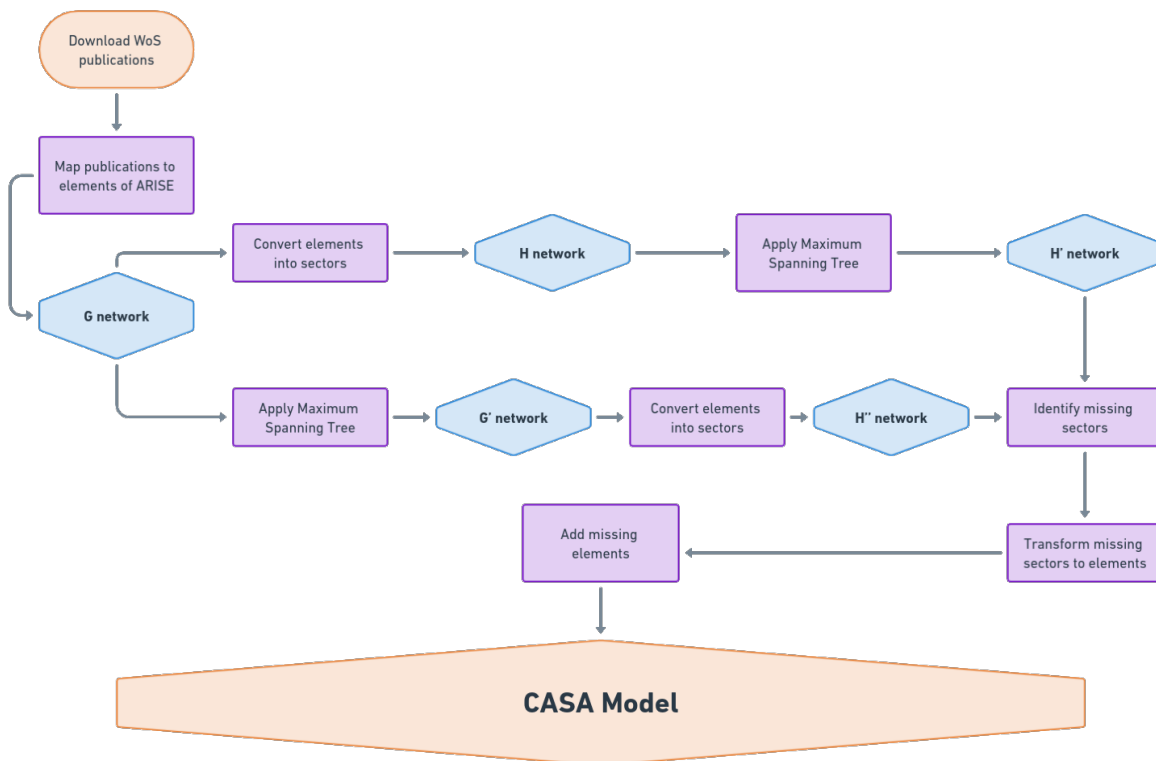 Download WoS
publications
Map publications to
elements of ARISE
G network
Convert elements
into sectors
H network
Apply Maximum
Spanning Tree
H' network
Apply Maximum
Spanning Tree
G' network
Convert elements
into sectors
H'' network
Identify missing
sectors
Transform missing
sectors to elements
Add missing
elements
CASA Model